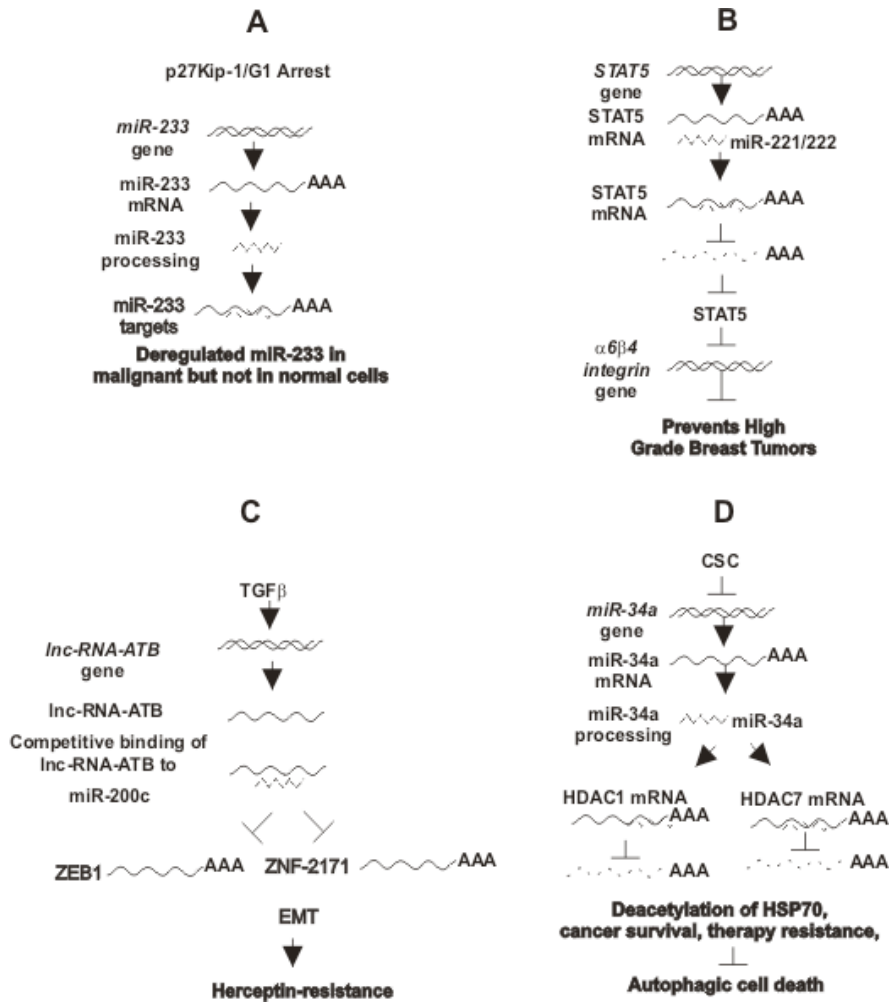 A
p27Kip-1/G1 Arrest
miR-233
gene
miR-233
mRNA
AAA
miR-233
processing
miR-233
targets
AAA
Deregulated miR-233 in
malignant but not in normal cells
B
STAT5
gene
STAT5
mRNA
AAA
miR-221/222
STAT5
mRNA
AAA
AAA
STAT5
α6β4
integrin
gene
Prevents High
Grade Breast Tumors
C
TGFβ
lnc-RNA-ATB
gene
lnc-RNA-ATB
Competitive binding of
lnc-RNA-ATB to
miR-200c
ZEB1
AAA
ZNF-2171
AAA
EMT
Herceptin-resistance
D
CSC
miR-34a
gene
miR-34a
mRNA
AAA
miR-34a
processing
miR-34a
HDAC1 mRNA
AAA
AAA
HDAC7 mRNA
AAA
AAA
Deacetylation of HSP70,
cancer survival, therapy resistance,
Autophagic cell death